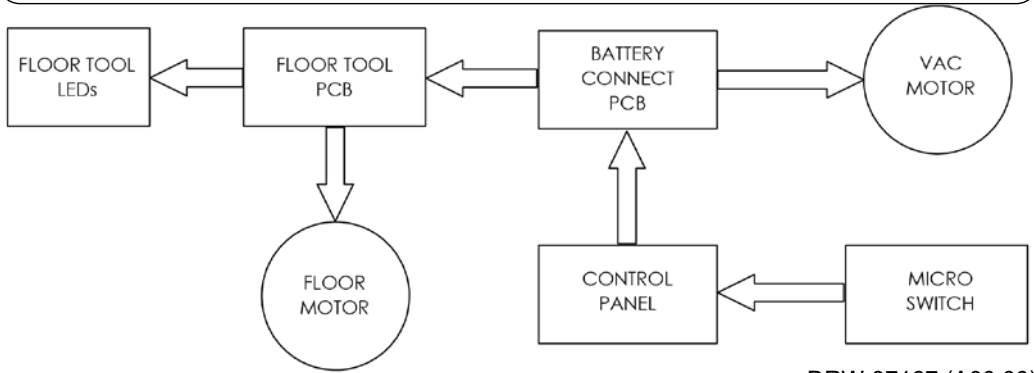 FLOOR TOOL
LEDs
FLOOR TOOL
PCB
BATTERY
CONNECT
PCB
VAC
MOTOR
FLOOR
MOTOR
CONTROL
PANEL
MICRO
SWITCH